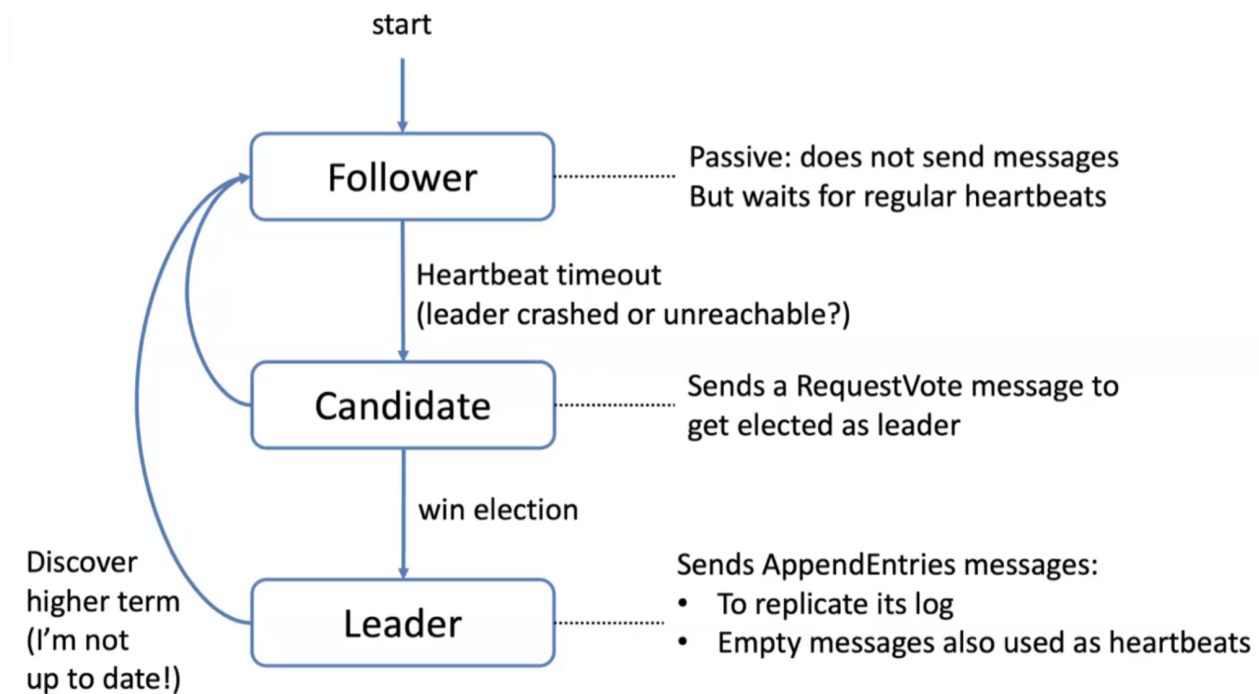 start
Follower
Passive: does not send messages
But waits for regular heartbeats
Heartbeat timeout
(leader crashed or unreachable?)
Candidate
Sends a RequestVote message to
get elected as leader
win election
Discover
higher term
(I'm not
up to date!)
Leader
Sends AppendEntries messages:
• To replicate its log
• Empty messages also used as heartbeats